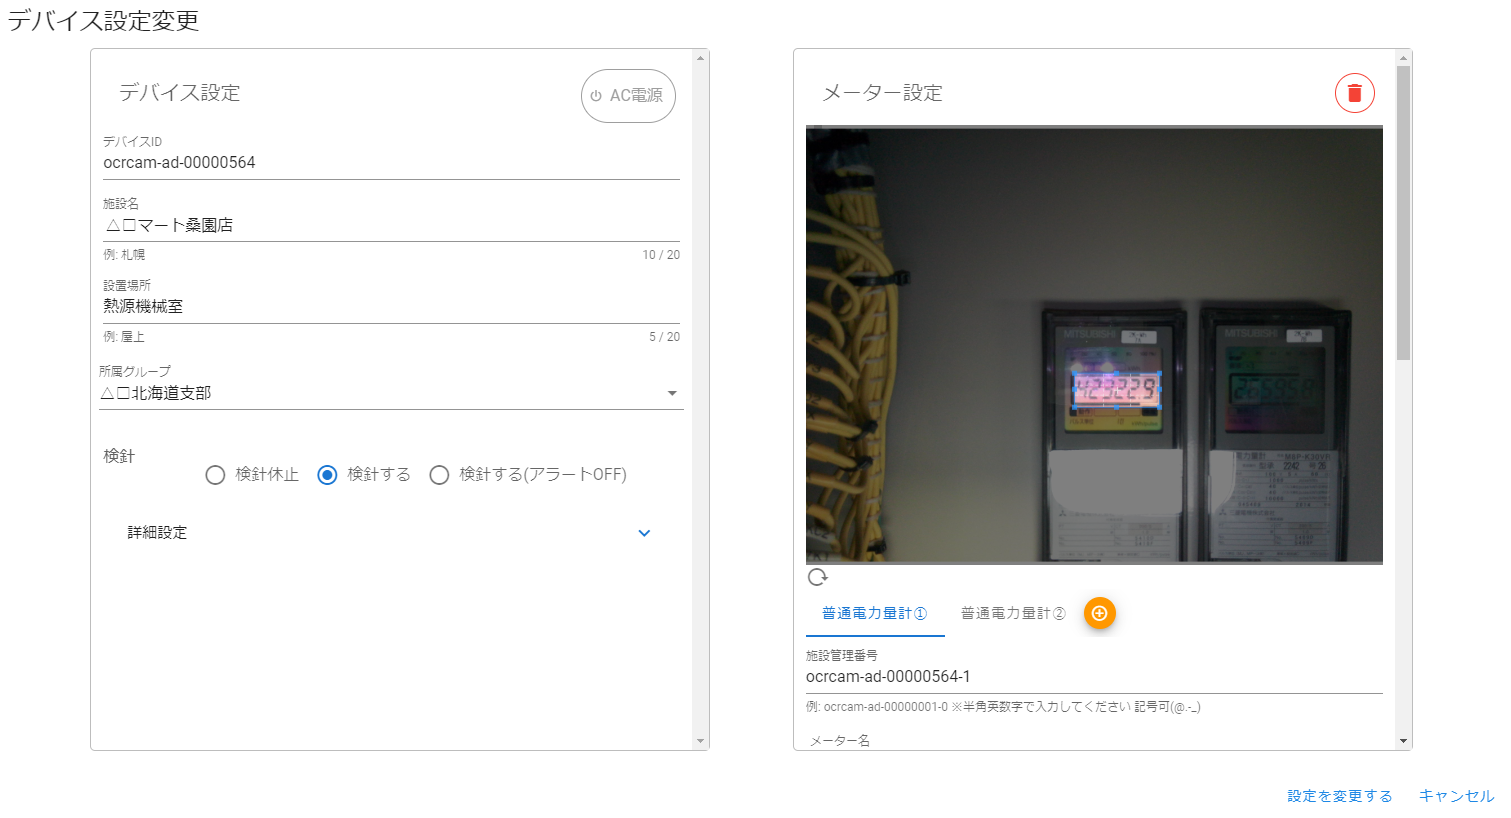 デバイス設定変更
デバイス設定
AC電源
デバイスID
ocrcam-ad-00000564
施設名
△□マート桑園店
例: 札幌
10 / 20
設置場所
熱源機械室
例: 屋上
5 / 20
所属グループ
△□北海道支部
検針
検針休止
検針する
検針する(アラートOFF)
詳細設定
メーター設定
MITSUBISHI
MITSUBISHI
42322.9
普通電力量計①
普通電力量計②
施設管理番号
ocrcam-ad-00000564-1
例: ocrcam-ad-00000001-0 ※半角英数字で入力してください 記号可(@.-_)
メーター名
設定を変更する
キャンセル